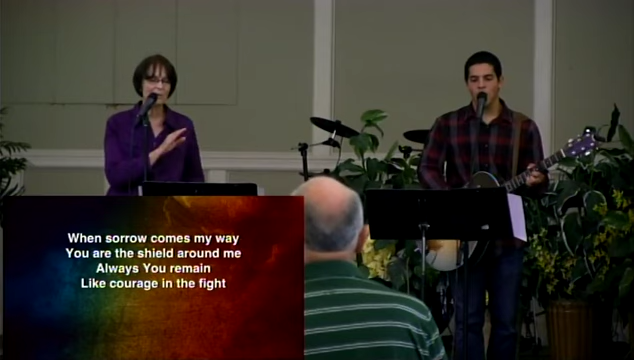 When sorrow comes my way
You are the shield around me
Always You remain
Like courage in the fight